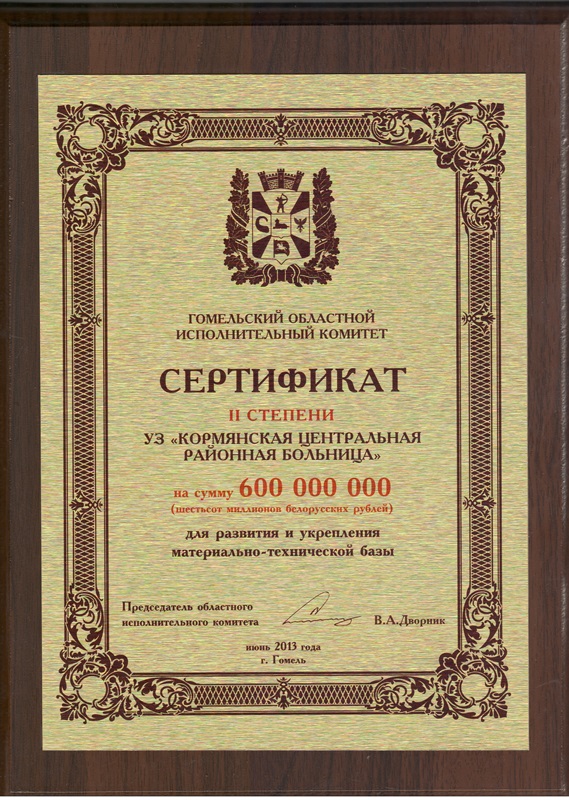 ГОМЕЛЬСКИЙ ОБЛАСТНОЙ
ИСПОЛНИТЕЛЬНЫЙ КОМИТЕТ
СЕРТИФИКАТ
II СТЕПЕНИ
УЗ «КОРМЯНСКАЯ ЦЕНТРАЛЬНАЯ
РАЙОННАЯ БОЛЬНИЦА»
на сумму 600 000 000
(шестьсот миллионов белорусских рублей)
для развития и укрепления
материально-технической базы
Председатель областного
исполнительного комитета В.А.Дворник
июнь 2013 года
г. Гомель